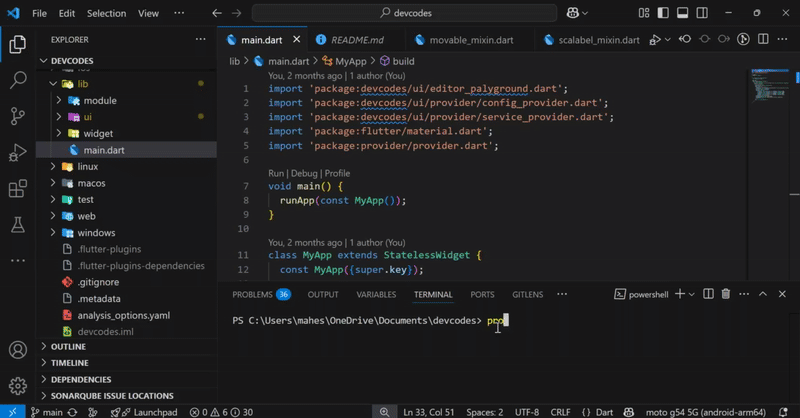 File Edit Selection View ... devcodes
EXPLORER ...
DEVCODES
lib
module
ui
widget
main.dart
linux
macos
test
web
windows
.flutter-plugins
.flutter-plugins-dependencies
.gitignore
.metadata
analysis_options.yaml
devcodes.iml
OUTLINE
TIMELINE
DEPENDENCIES
SONARQUBE ISSUE LOCATIONS
main.dart README.md movable_mixin.dart scalabel_mixin.dart
lib > main.dart > MyApp > build
You, 2 months ago | 1 author (You)
1 import 'package:devcodes/ui/editor_palyground.dart';
2 import 'package:devcodes/ui/provider/config_provider.dart';
3 import 'package:devcodes/ui/provider/service_provider.dart';
4 import 'package:flutter/material.dart';
5 import 'package:provider/provider.dart';
6
Run | Debug | Profile
7 void main() {
8 runApp(const MyApp());
9 }
10
You, 2 months ago | 1 author (You)
11 class MyApp extends StatelessWidget {
12 const MyApp({super.key});
PROBLEMS 36 OUTPUT VARIABLES TERMINAL PORTS GITLENS ... powershell
PS C:\Users\mahes\OneDrive\Documents\devcodes> pro
main Launchpad 0 6 30 Ln 33, Col 51 Spaces: 2 UTF-8 CRLF {} Dart moto g54 5G (android-arm64)